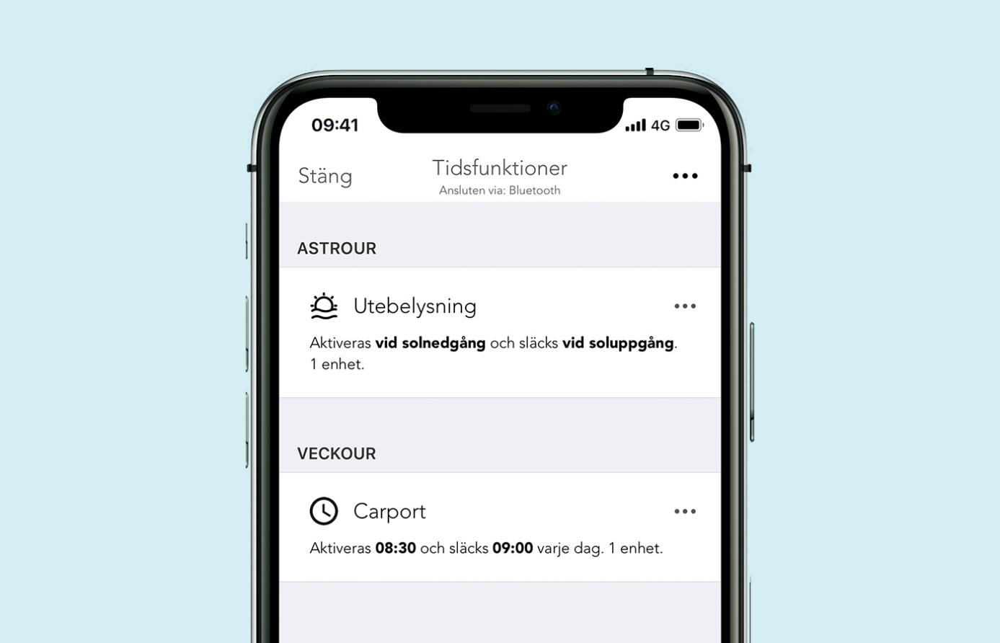 09:41
4G
Stäng
Tidsfunktioner
Ansluten via: Bluetooth
ASTROUR
Utebelysning
Aktiveras vid solnedgång och släcks vid soluppgång.
1 enhet.
VECKOUR
Carport
Aktiveras 08:30 och släcks 09:00 varje dag. 1 enhet.